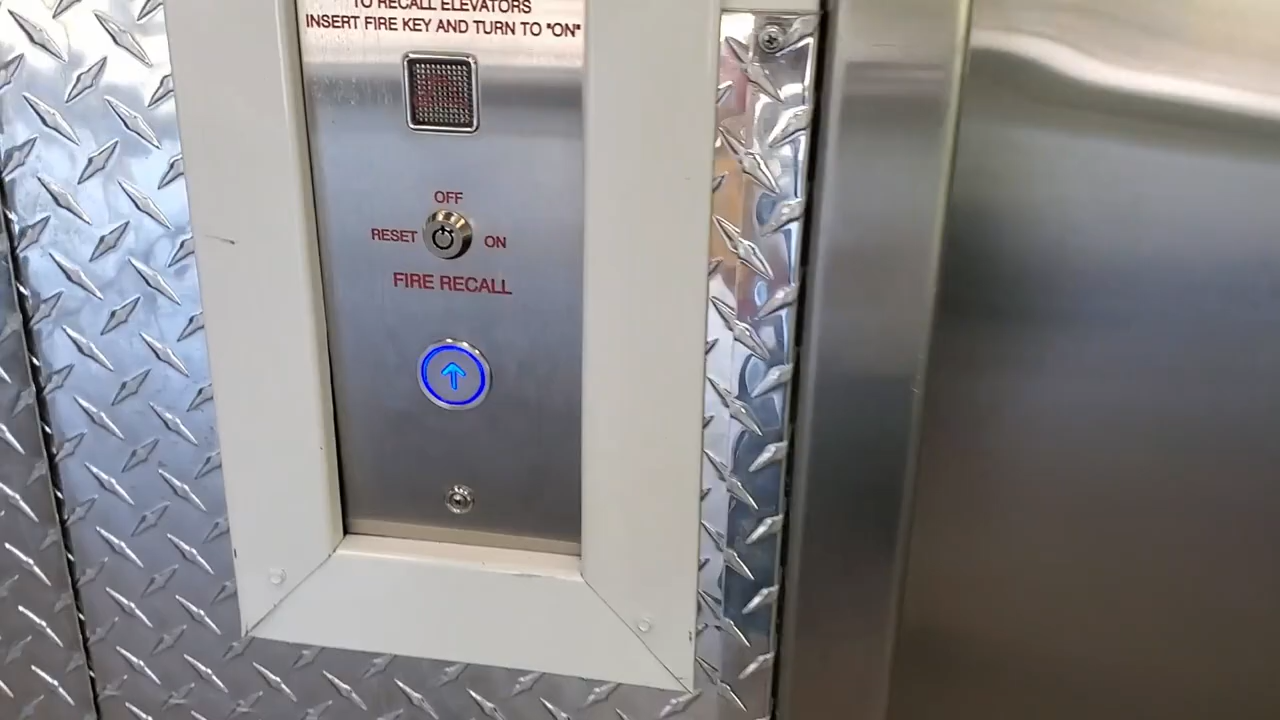 TO RECALL ELEVATORS
INSERT FIRE KEY AND TURN TO "ON"
OFF
RESET
ON
FIRE RECALL